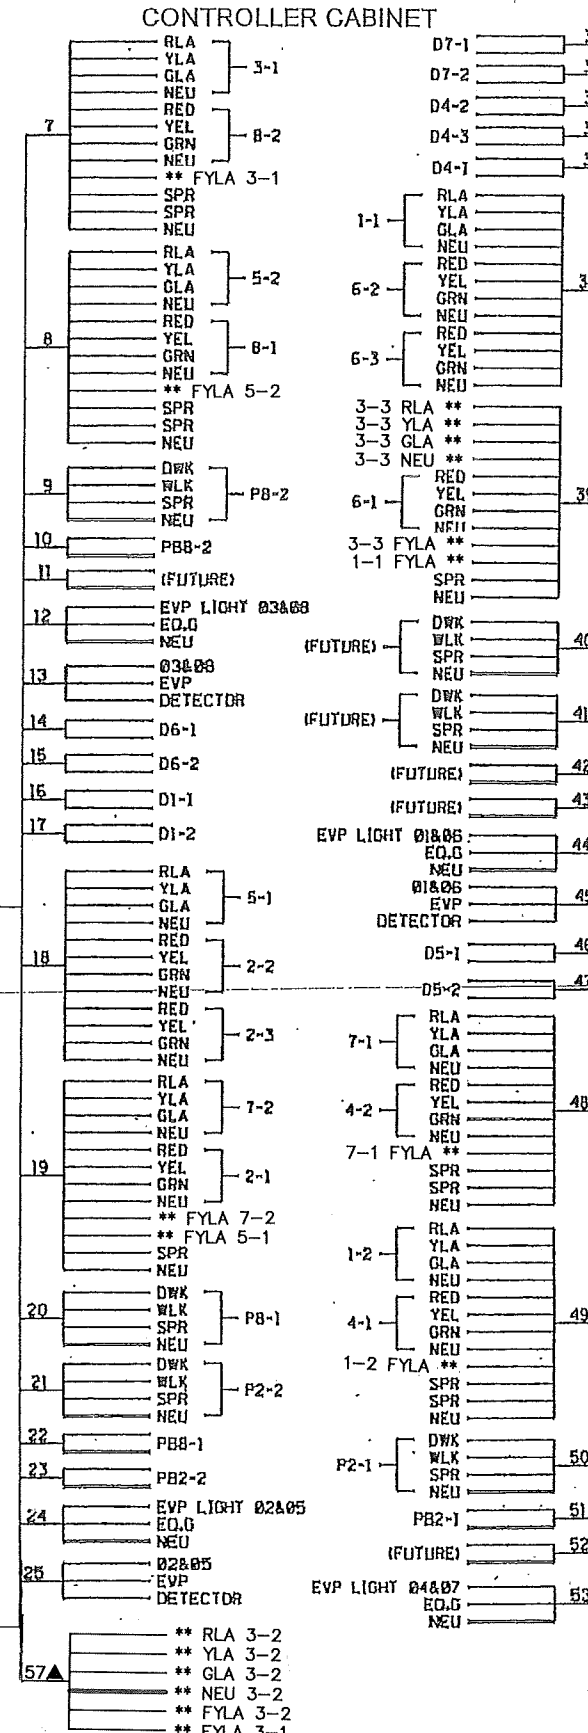 CONTROLLER CABINET
7
RLA
YLA
GLA
NEU
3-1
RED
YEL
GRN
NEU
8-2
** FYLA 3-1
SPR
SPR
NEU
8
RLA
YLA
GLA
NEU
5-2
RED
YEL
GRN
NEU
8-1
** FYLA 5-2
SPR
SPR
NEU
9
DWK
WLK
SPR
NEU
P8-2
10
PB8-2
11
(FUTURE)
12
EVP LIGHT 03&08
EQ.G
NEU
13
03&08
EVP
DETECTOR
14
D6-1
15
D6-2
16
D1-1
17
D1-2
18
RLA
YLA
GLA
NEU
5-1
RED
YEL
GRN
NEU
2-2
RED
YEL
GRN
NEU
2-3
19
RLA
YLA
GLA
NEU
7-2
RED
YEL
GRN
NEU
2-1
** FYLA 7-2
** FYLA 5-1
SPR
NEU
20
DWK
WLK
SPR
NEU
P8-1
21
DWK
WLK
SPR
NEU
P2-2
22
PB8-1
23
PB2-2
24
EVP LIGHT 02&05
EQ.G
NEU
25
02&05
EVP
DETECTOR
57
** RLA 3-2
** YLA 3-2
** GLA 3-2
** NEU 3-2
** FYLA 3-2
** FYLA 3-1
D7-1
D7-2
D4-2
D4-3
D4-1
1-1
RLA
YLA
GLA
NEU
6-2
RED
YEL
GRN
NEU
6-3
RED
YEL
GRN
NEU
3-3 RLA **
3-3 YLA **
3-3 GLA **
3-3 NEU **
6-1
RED
YEL
GRN
NEU
39
3-3 FYLA **
1-1 FYLA **
SPR
NEU
(FUTURE)
DWK
WLK
SPR
NEU
40
(FUTURE)
DWK
WLK
SPR
NEU
41
(FUTURE)
42
(FUTURE)
43
EVP LIGHT 01&06
EQ.G
NEU
44
01&06
EVP
DETECTOR
45
D5-1
46
D5-2
47
7-1
RLA
YLA
GLA
NEU
4-2
RED
YEL
GRN
NEU
48
7-1 FYLA **
SPR
SPR
NEU
1-2
RLA
YLA
GLA
NEU
4-1
RED
YEL
GRN
NEU
49
1-2 FYLA **
SPR
SPR
NEU
P2-1
DWK
WLK
SPR
NEU
50
PB2-1
51
(FUTURE)
52
EVP LIGHT 04&07
EQ.G
NEU
53